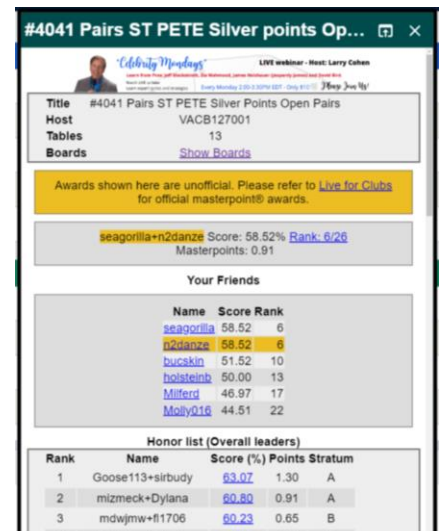 #4041 Pairs ST PETE Silver points Op...
"Celebrity Mondays"
LIVE webinar - Host: Larry Cohen
Title #4041 Pairs ST PETE Silver Points Open Pairs
Host VACB127001
Tables 13
Boards Show Boards
Awards shown here are unofficial. Please refer to Live for Clubs
for official masterpoint® awards.
seagorilla+n2danze Score: 58.52% Rank: 6/26
Masterpoints: 0.91
Your Friends
Name Score Rank
seagorilla 58.52 6
n2danze 58.52 6
bucskin 51.52 10
holsteinb 50.00 13
Milferd 46.97 17
Molly016 44.51 22
Honor list (Overall leaders)
Rank Name Score (%) Points Stratum
1 Goose113+sirbudy 63.07 1.30 A
2 mizmeck+Dylana 60.80 0.91 A
3 mdwjmw+fl1706 60.23 0.65 B